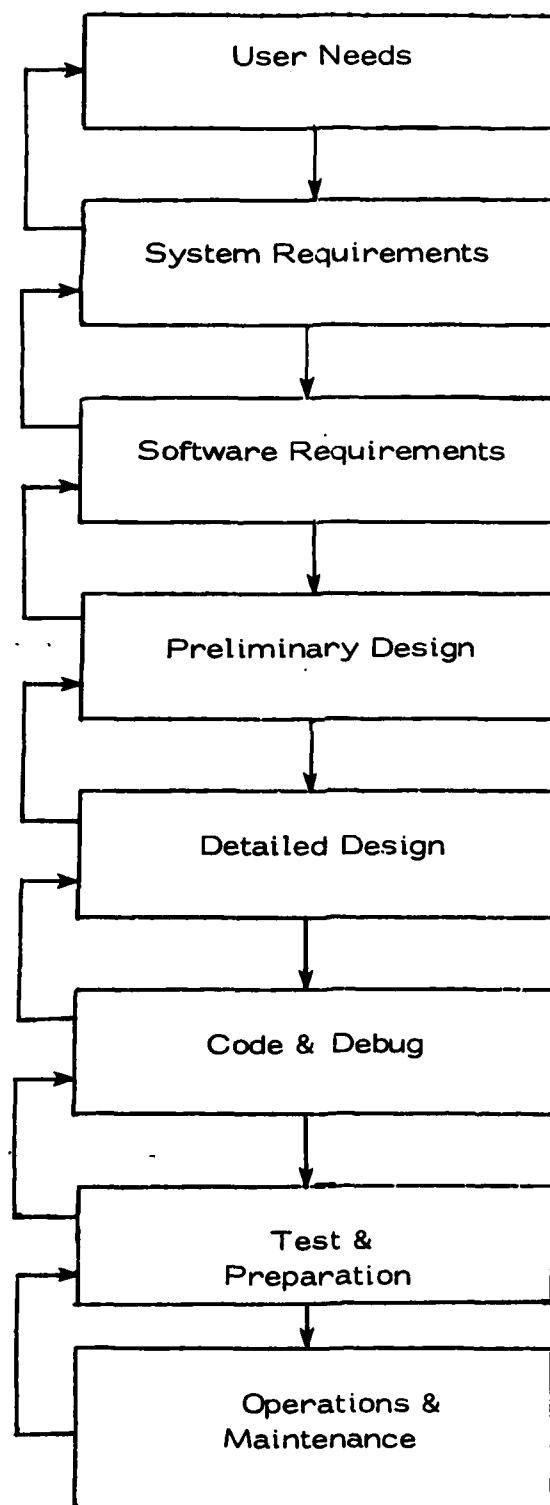 User Needs
System Requirements
Software Requirements
Preliminary Design
Detailed Design
Code & Debug
Test &
Preparation
Operations &
Maintenance